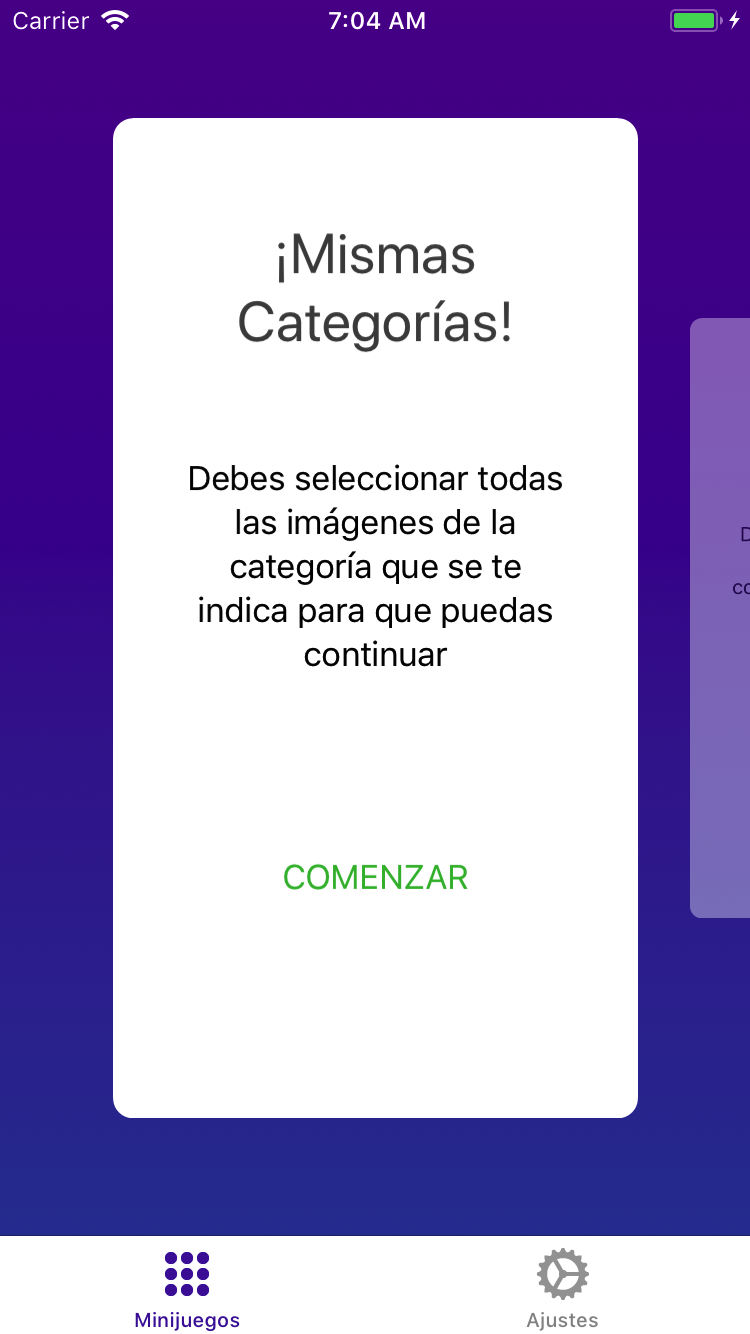 Carrier
7:04 AM
¡Mismas
Categorías!
Debes seleccionar todas
las imágenes de la
categoría que se te
indica para que puedas
continuar
COMENZAR
Minijuegos
Ajustes